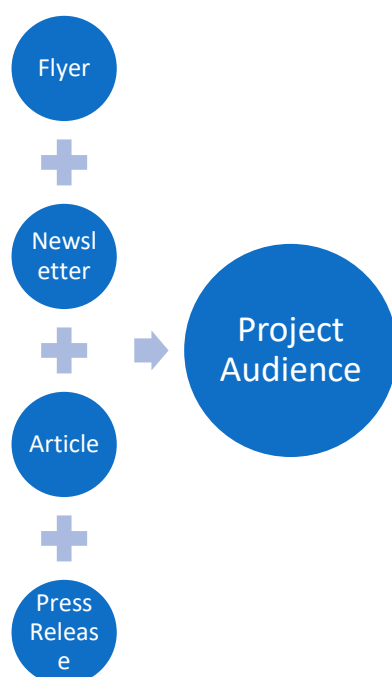 Flyer
Newsl
etter
Project
Audience
Article
Press
Releas
e